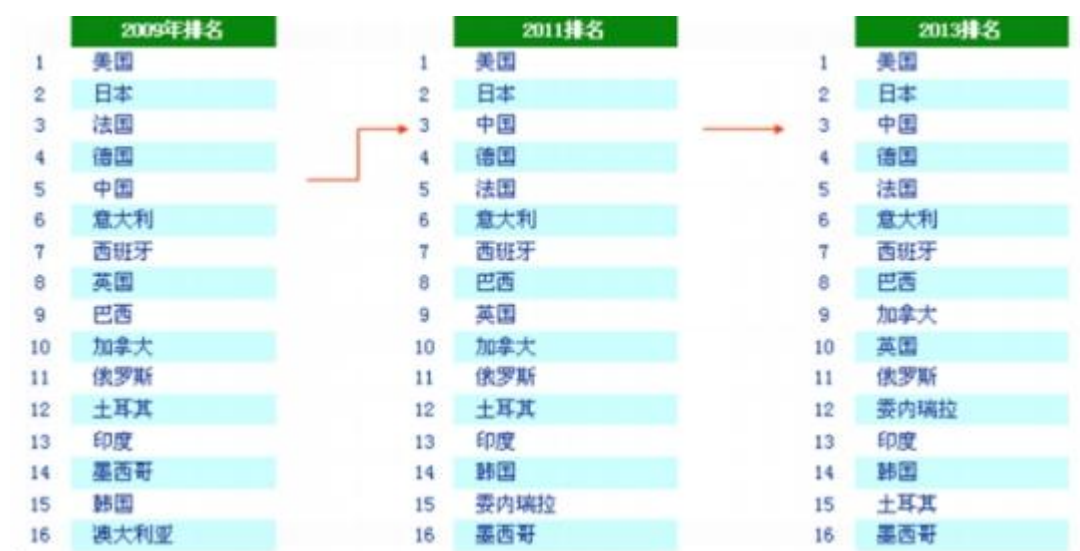 2009年排名 2011排名 2013排名
1 美国 1 美国 1 美国
2 日本 2 日本 2 日本
3 法国 3 中国 3 中国
4 德国 4 德国 4 德国
5 中国 5 法国 5 法国
6 意大利 6 意大利 6 意大利
7 西班牙 7 西班牙 7 西班牙
8 英国 8 巴西 8 巴西
9 巴西 9 英国 9 加拿大
10 加拿大 10 加拿大 10 英国
11 俄罗斯 11 俄罗斯 11 俄罗斯
12 土耳其 12 土耳其 12 委内瑞拉
13 印度 13 印度 13 印度
14 墨西哥 14 韩国 14 韩国
15 韩国 15 委内瑞拉 15 土耳其
16 澳大利亚 16 墨西哥 16 墨西哥